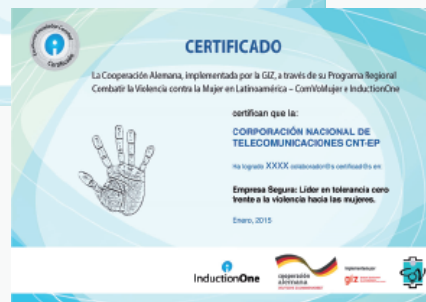 CERTIFICADO
La Cooperación Alemana, implementada por la GIZ, a través de su Programa Regional
Combatir la Violencia contra la Mujer en Latinoamérica – ComVoMujer e InductionOne
certifican que la:
CORPORACIÓN NACIONAL DE
TELECOMUNICACIONES CNT-EP
Ha logrado XXXX colaborador@s certificad@s en
Empresa Segura: Líder en tolerancia cero
frente a la violencia hacia las mujeres.
Enero, 2015
InductionOne
cooperación
alemana
giz